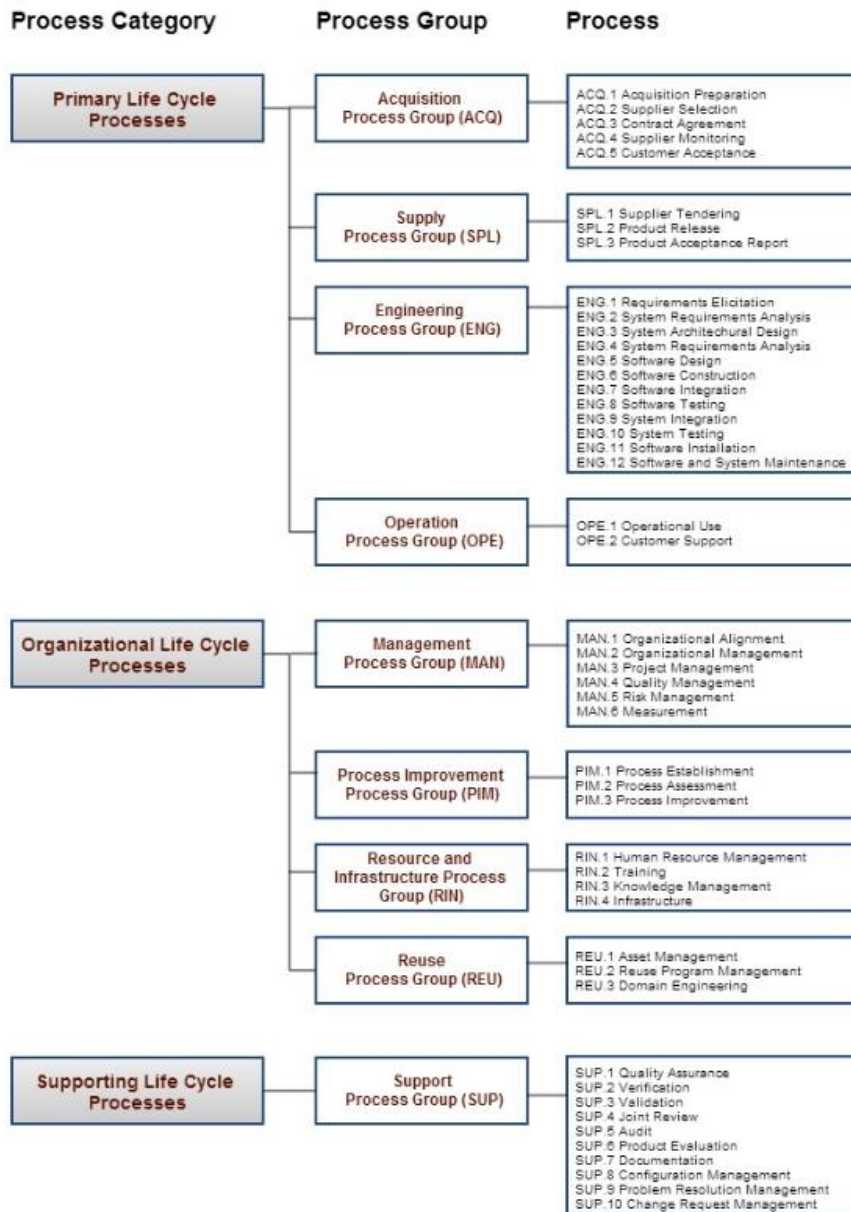 Process Category
Process Group
Process
Primary Life Cycle
Processes
Acquisition
Process Group (ACQ)
ACQ.1 Acquisition Preparation
ACQ.2 Supplier Selection
ACQ.3 Contract Agreement
ACQ.4 Supplier Monitoring
ACQ.5 Customer Acceptance
Supply
Process Group (SPL)
SPL.1 Supplier Tendering
SPL.2 Product Release
SPL.3 Product Acceptance Report
Engineering
Process Group (ENG)
ENG.1 Requirements Elicitation
ENG.2 System Requirements Analysis
ENG.3 System Architechural Design
ENG.4 System Requirements Analysis
ENG.5 Software Design
ENG.6 Software Construction
ENG.7 Software Integration
ENG.8 Software Testing
ENG.9 System Integration
ENG.10 System Testing
ENG.11 Software Installation
ENG.12 Software and System Maintenance
Operation
Process Group (OPE)
OPE.1 Operational Use
OPE.2 Customer Support
Organizational Life Cycle
Processes
Management
Process Group (MAN)
MAN.1 Organizational Alignment
MAN.2 Organizational Management
MAN.3 Project Management
MAN.4 Quality Management
MAN.5 Risk Management
MAN.6 Measurement
Process Improvement
Process Group (PIM)
PIM.1 Process Establishment
PIM.2 Process Assessment
PIM.3 Process Improvement
Resource and
Infrastructure Process
Group (RIN)
RIN.1 Human Resource Management
RIN.2 Training
RIN.3 Knowledge Management
RIN.4 Infrastructure
Reuse
Process Group (REU)
REU.1 Asset Management
REU.2 Reuse Program Management
REU.3 Domain Engineering
Supporting Life Cycle
Processes
Support
Process Group (SUP)
SUP.1 Quality Assurance
SUP.2 Verification
SUP.3 Validation
SUP.4 Joint Review
SUP.5 Audit
SUP.6 Product Evaluation
SUP.7 Documentation
SUP.8 Configuration Management
SUP.9 Problem Resolution Management
SUP.10 Change Request Management